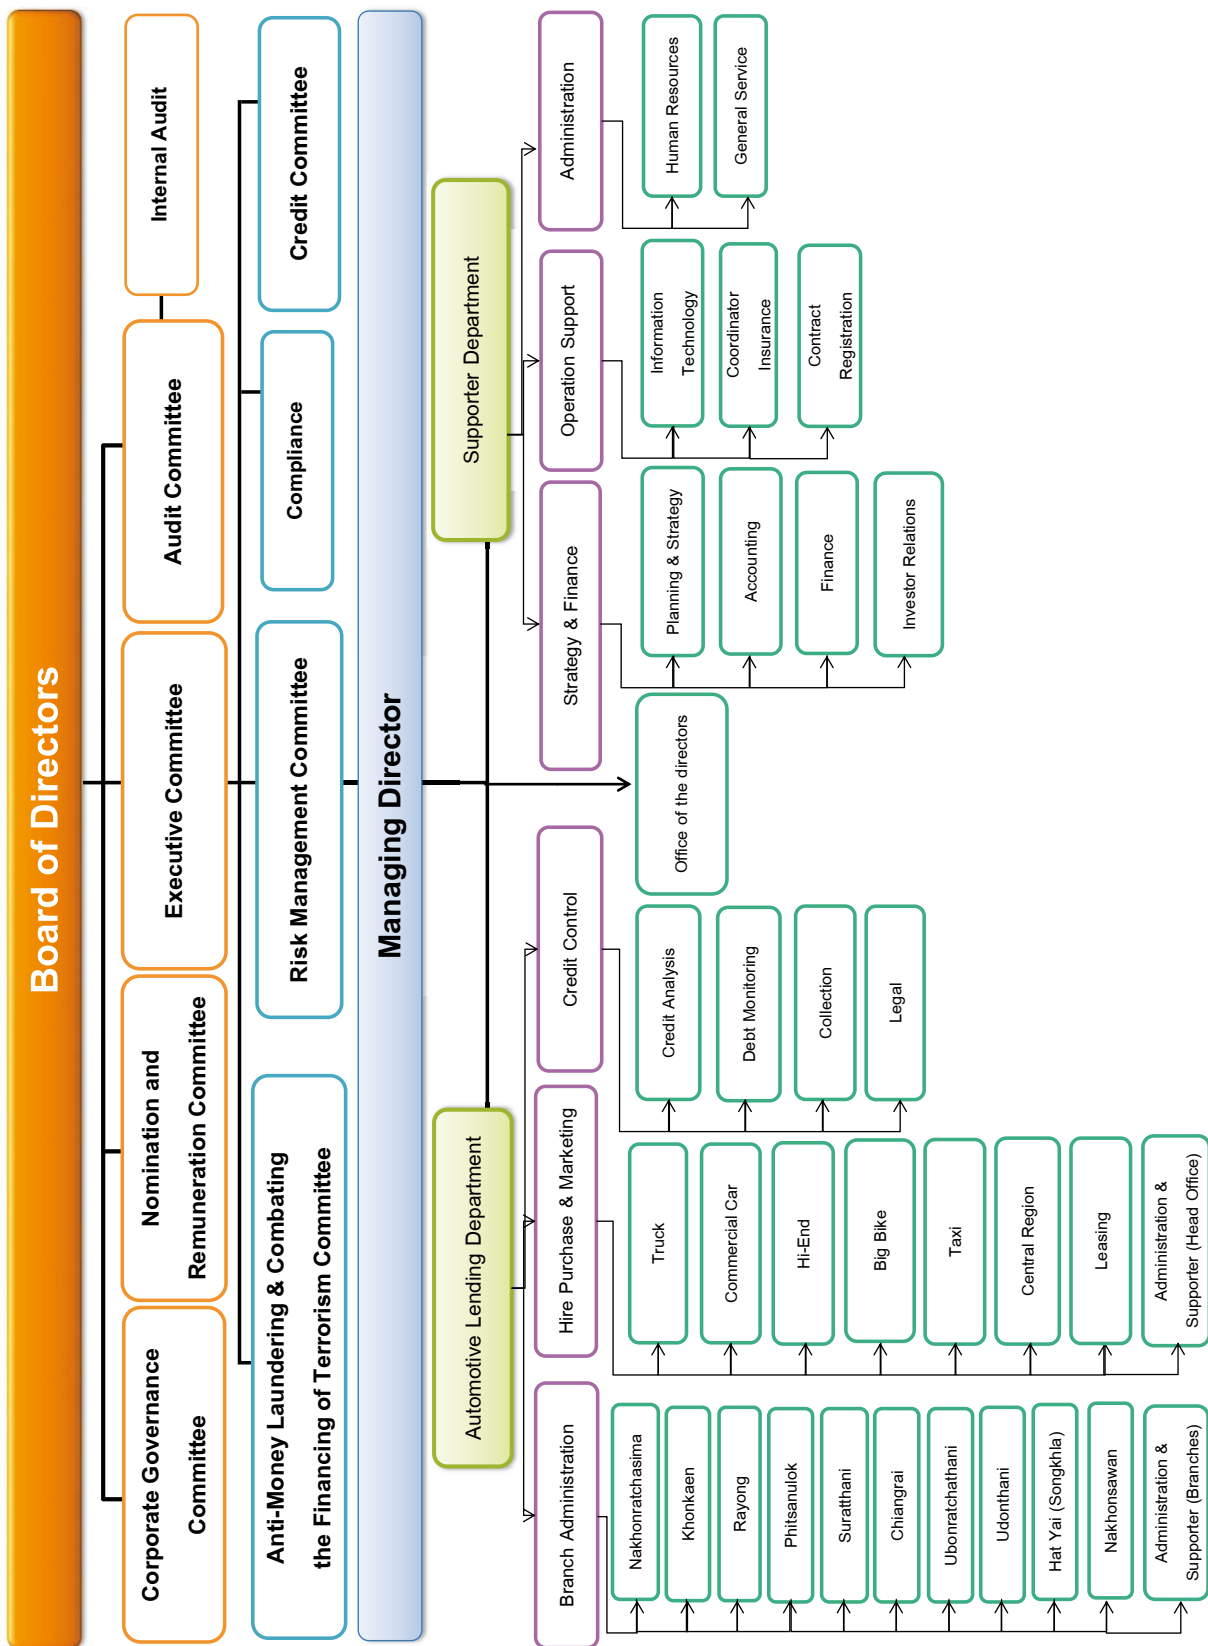 Board of Directors
Corporate Governance
Committee
Nomination and
Remuneration Committee
Executive Committee
Audit Committee
Internal Audit
Anti-Money Laundering & Combating
the Financing of Terrorism Committee
Risk Management Committee
Compliance
Credit Committee
Managing Director
Automotive Lending Department
Supporter Department
Branch Administration
Hire Purchase & Marketing
Credit Control
Strategy & Finance
Operation Support
Administration
Office of the directors
Nakhonratchasima
Khonkaen
Rayong
Phitsanulok
Suratthani
Chiangrai
Ubonratchathani
Udonthani
Hat Yai (Songkhla)
Nakhonsawan
Administration &
Supporter (Branches)
Truck
Commercial Car
Hi-End
Big Bike
Taxi
Central Region
Leasing
Administration &
Supporter (Head Office)
Credit Analysis
Debt Monitoring
Collection
Legal
Planning & Strategy
Accounting
Finance
Investor Relations
Information
Technology
Coordinator
Insurance
Contract
Registration
Human Resources
General Service